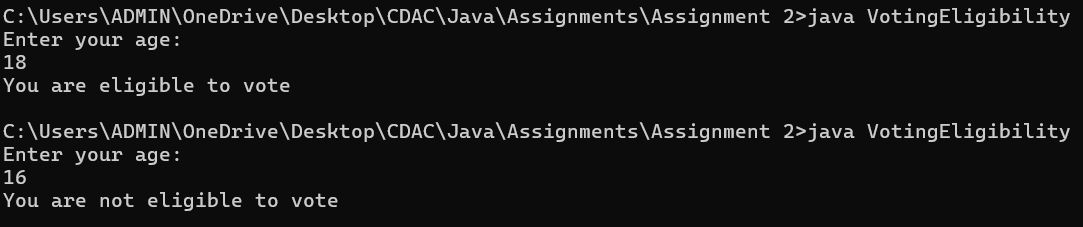 C:\Users\ADMIN\OneDrive\Desktop\CDAC\Java\Assignments\Assignment 2>java VotingEligibility
Enter your age:
18
You are eligible to vote
C:\Users\ADMIN\OneDrive\Desktop\CDAC\Java\Assignments\Assignment 2>java VotingEligibility
Enter your age:
16
You are not eligible to vote